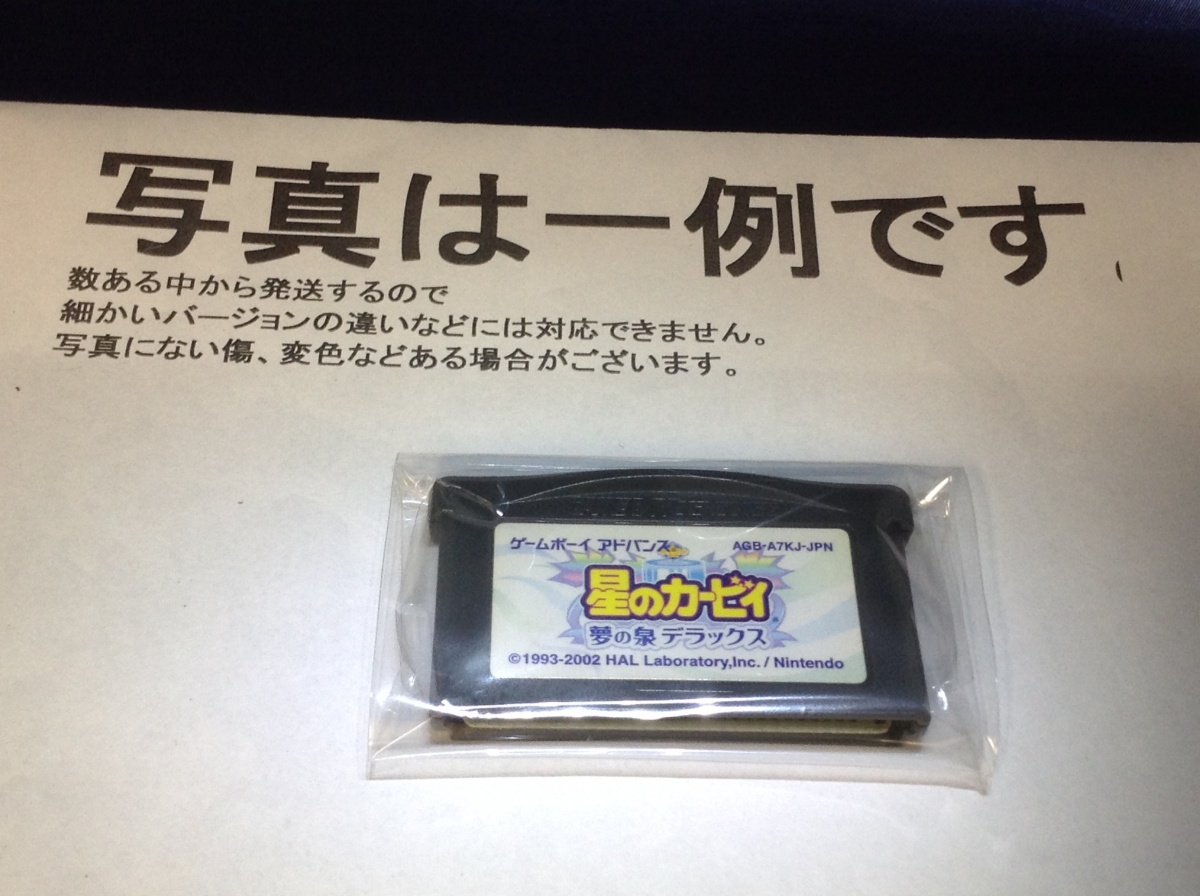 写真は一例です
数ある中から発送するので
細かいバージョンの違いなどには対応できません。
写真にない傷、変色などある場合がございます。
ゲームボーイ アドバンス AGB-A7KJ-JPN
星のカービィ
夢の泉 デラックス
©1993-2002 HAL Laboratory,Inc. / Nintendo